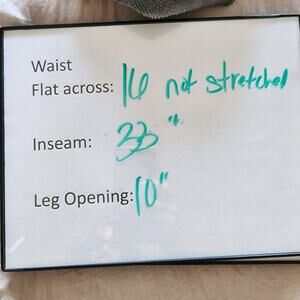 Waist
Flat across: 16 not stretched
Inseam: 33"
Leg Opening: 10"